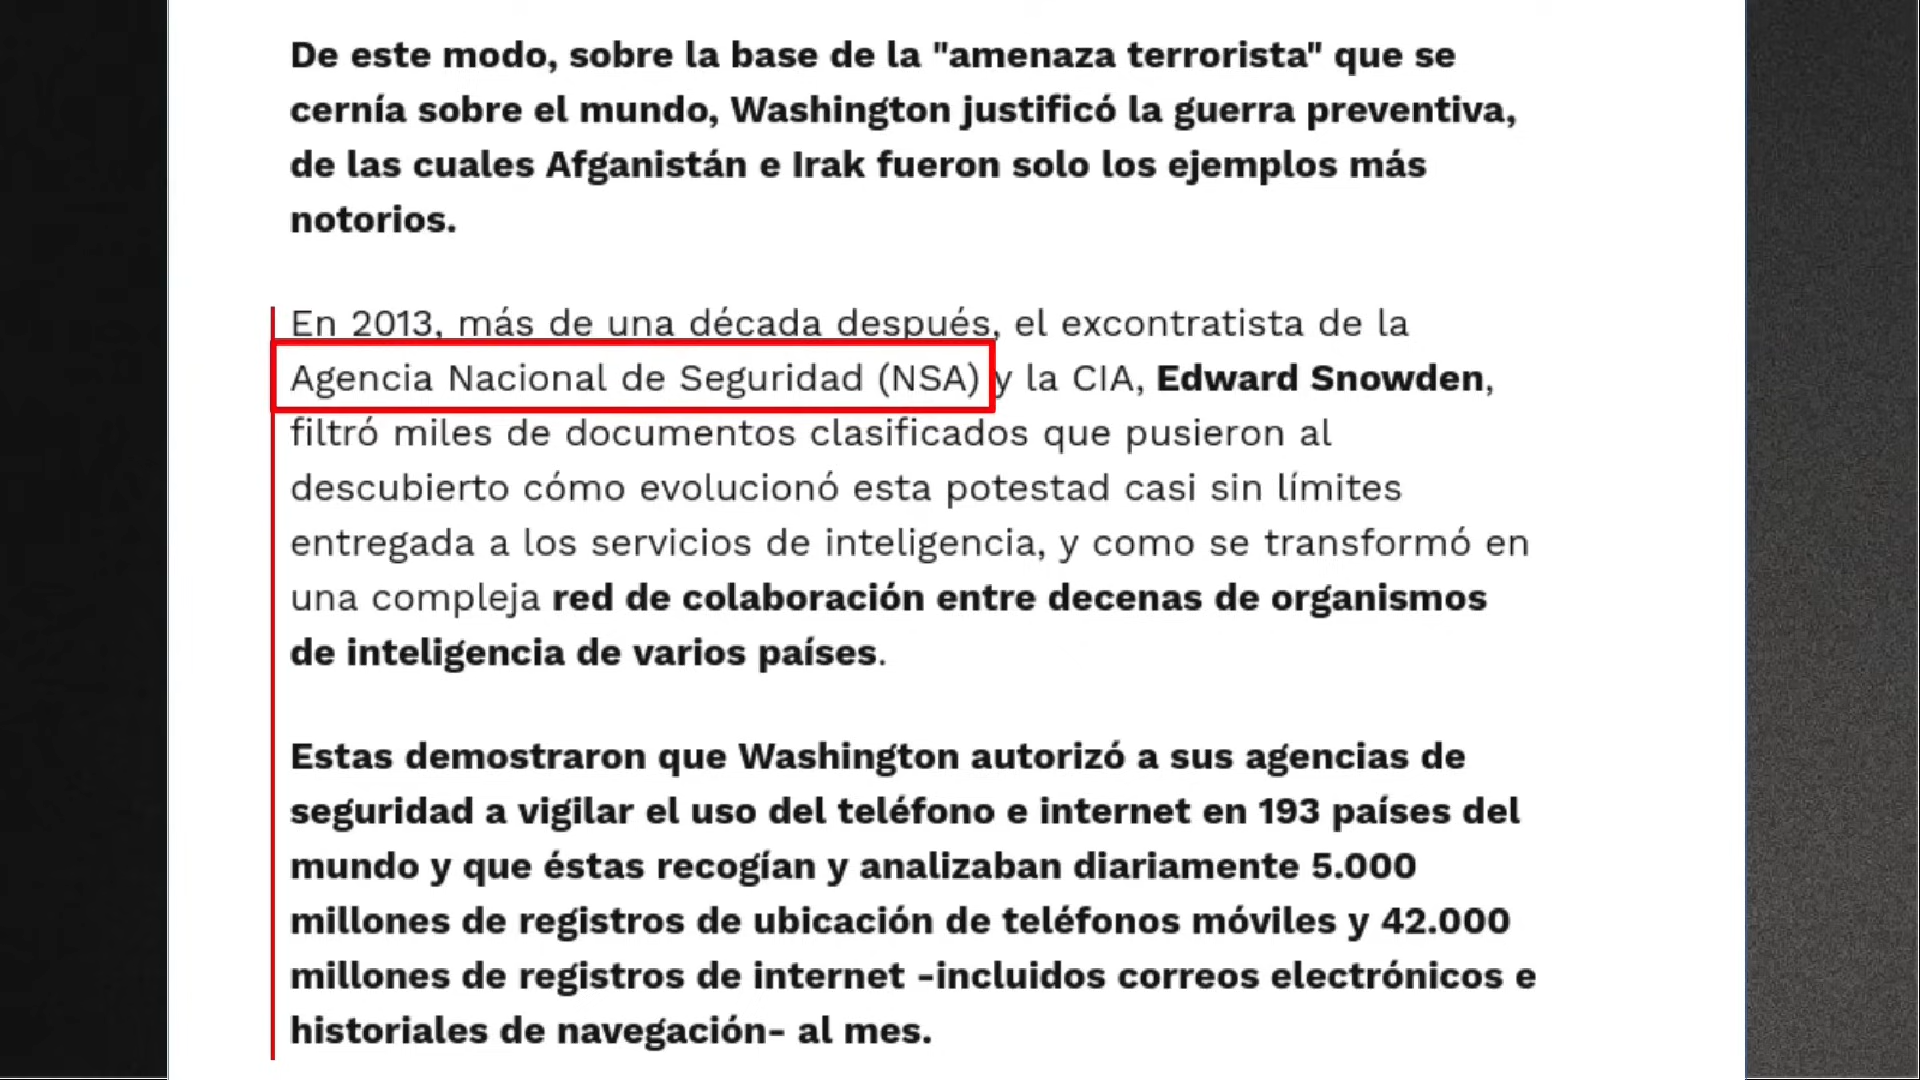 De este modo, sobre la base de la "amenaza terrorista" que se
cernía sobre el mundo, Washington justificó la guerra preventiva,
de las cuales Afganistán e Irak fueron solo los ejemplos más
notorios.
En 2013, más de una década después, el excontratista de la
Agencia Nacional de Seguridad (NSA) y la CIA, Edward Snowden,
filtró miles de documentos clasificados que pusieron al
descubierto cómo evolucionó esta potestad casi sin límites
entregada a los servicios de inteligencia, y como se transformó en
una compleja red de colaboración entre decenas de organismos
de inteligencia de varios países.
Estas demostraron que Washington autorizó a sus agencias de
seguridad a vigilar el uso del teléfono e internet en 193 países del
mundo y que éstas recogían y analizaban diariamente 5.000
millones de registros de ubicación de teléfonos móviles y 42.000
millones de registros de internet -incluidos correos electrónicos e
historiales de navegación- al mes.